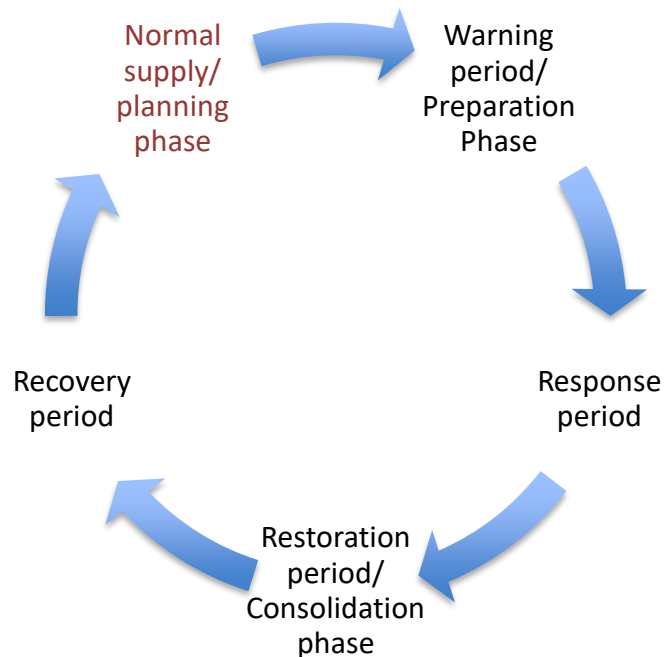 Normal
supply/
planning
phase
Warning
period/
Preparation
Phase
Response
period
Restoration
period/
Consolidation
phase
Recovery
period